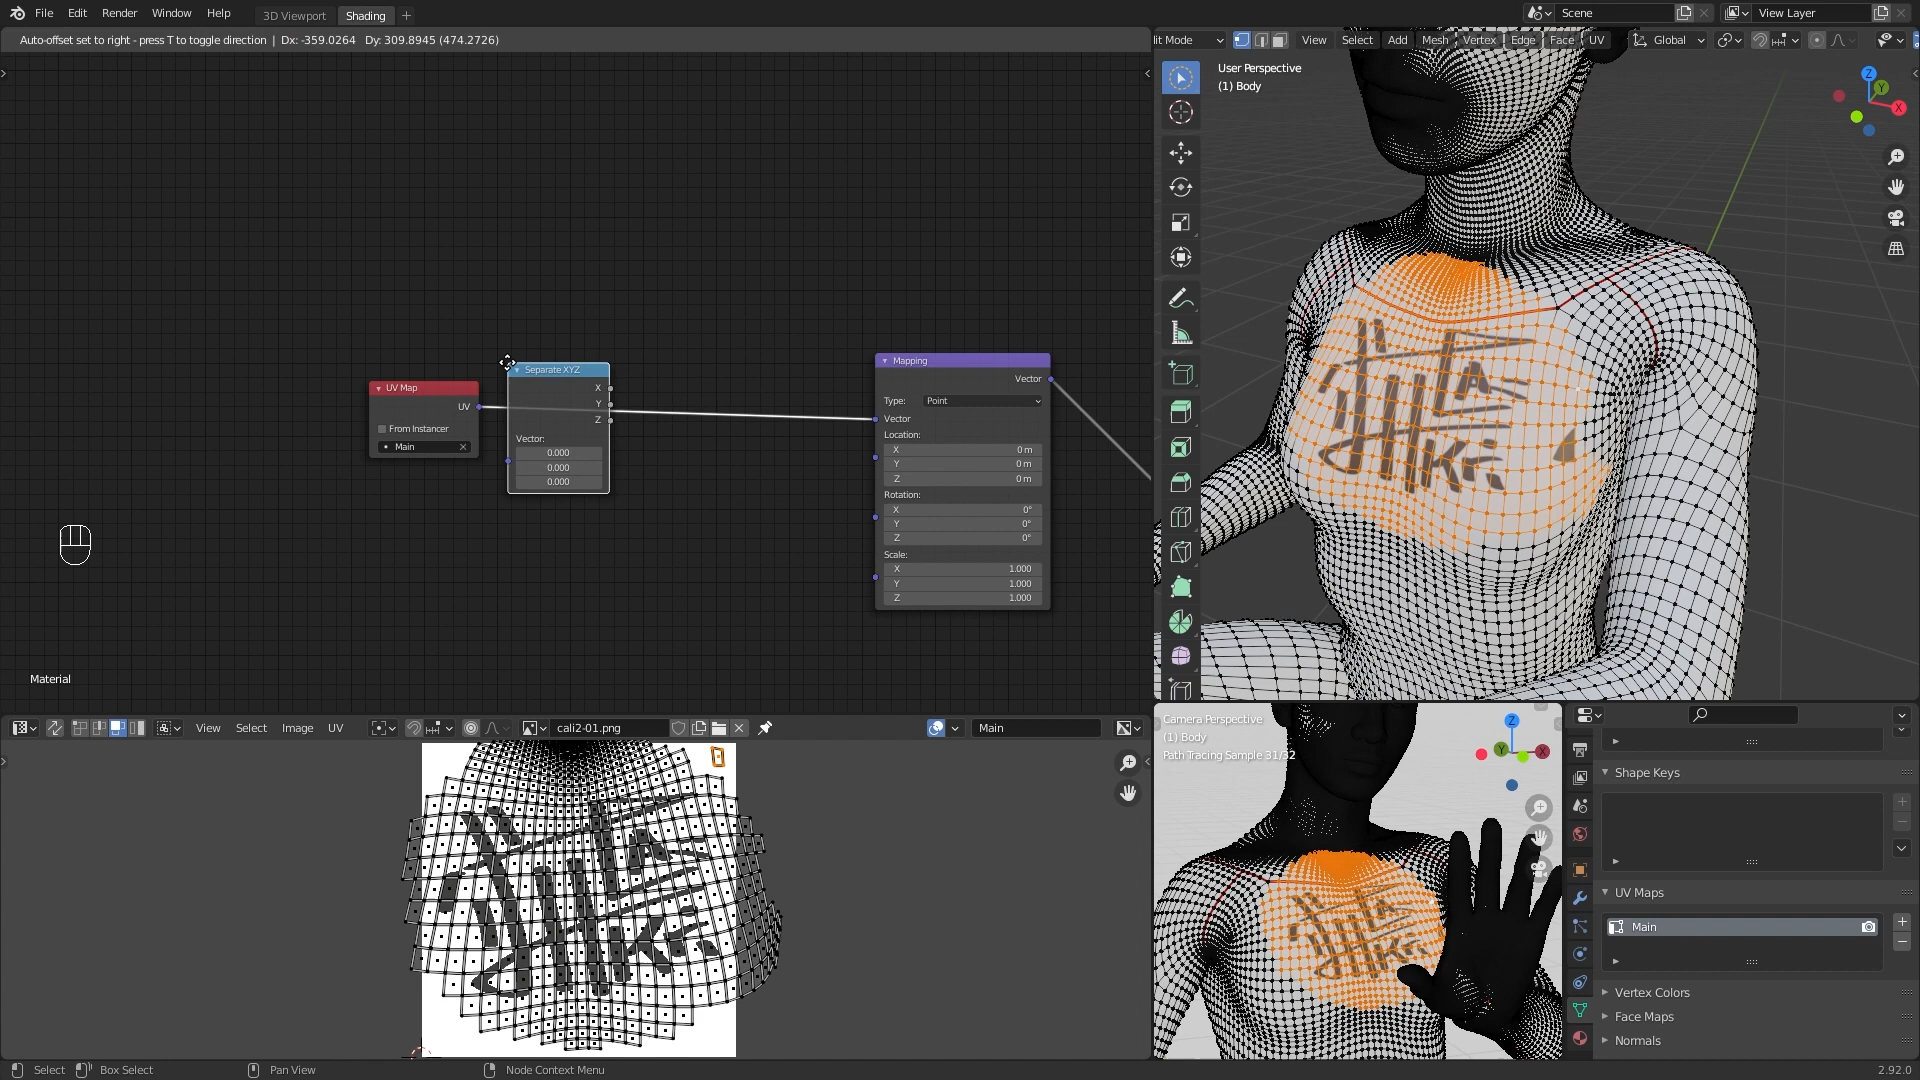 File Edit Render Window Help 3D Viewport Shading + Scene View Layer
Auto-offset set to right - press T to toggle direction | Dx: -359.0264 Dy: 309.8945 (474.2726)
it Mode View Select Add Mesh Vertex Edge Face UV Global
User Perspective
(1) Body
Z
Y
X
UV Map
UV
From Instancer
Main
Separate XYZ
X
Y
Z
Vector:
0.000
0.000
0.000
Mapping
Vector
Type: Point
Vector
Location:
X 0 m
Y 0 m
Z 0 m
Rotation:
X 0°
Y 0°
Z 0°
Scale:
X 1.000
Y 1.000
Z 1.000
Material
View Select Image UV cali2-01.png Main
Camera Perspective
(1) Body
Path Tracing Sample 31/32
Z
Y
X
Shape Keys
UV Maps
Main
Vertex Colors
Face Maps
Normals
Select Box Select Pan View Node Context Menu 2.92.0